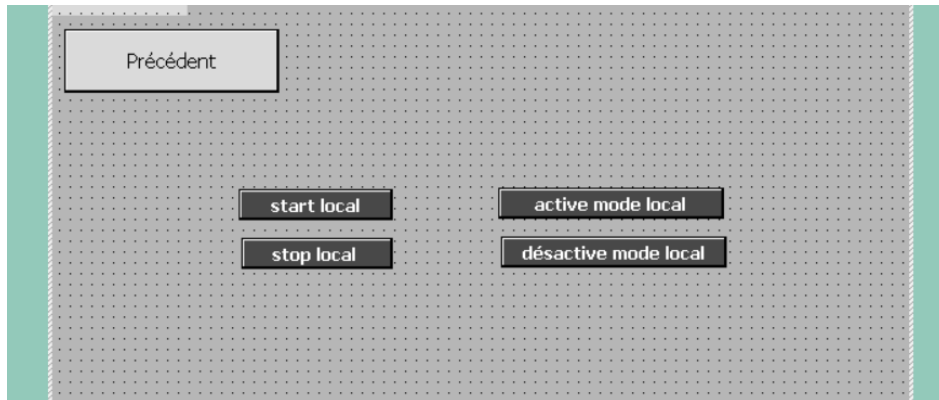 Précédent
start local
active mode local
stop local
désactive mode local